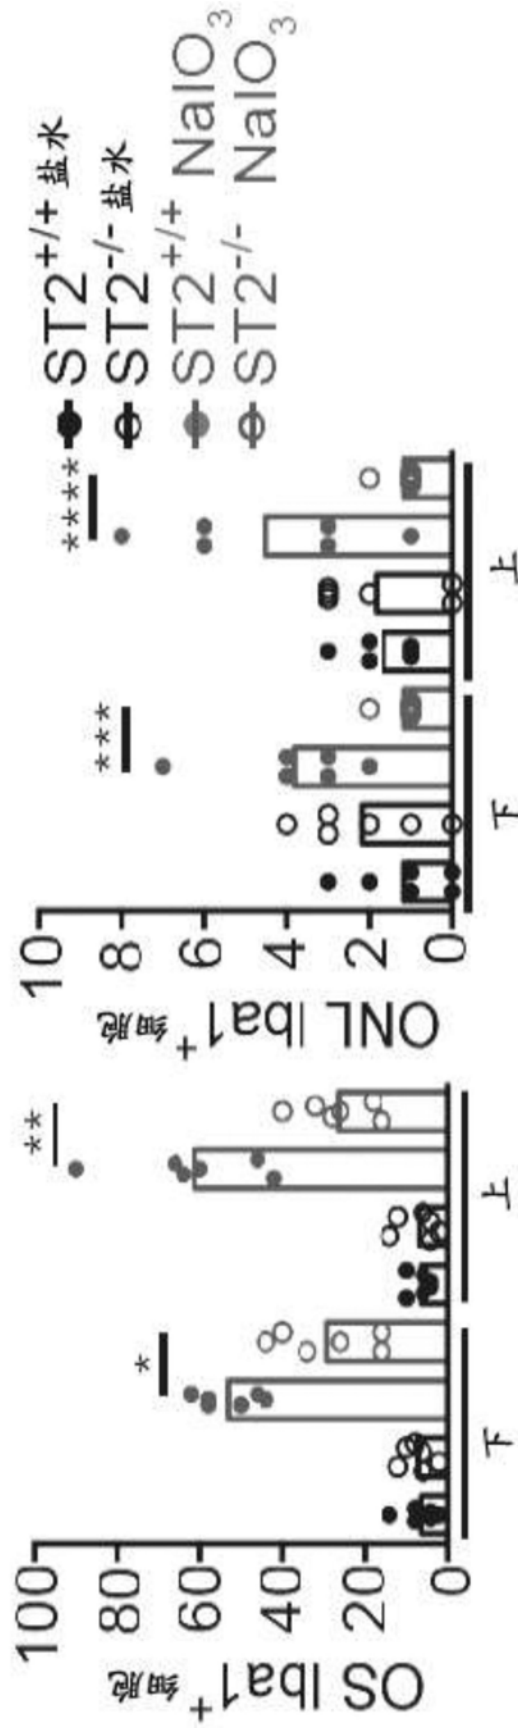 OS Iba1⁺细胞
100
80
60
40
20
0
*
**
下
上
ONL Iba1⁺细胞
10
8
6
4
2
0
***
****
下
上
ST2⁺/⁺ 盐水
ST2⁻/⁻ 盐水
ST2⁺/⁺ NaIO₃
ST2⁻/⁻ NaIO₃